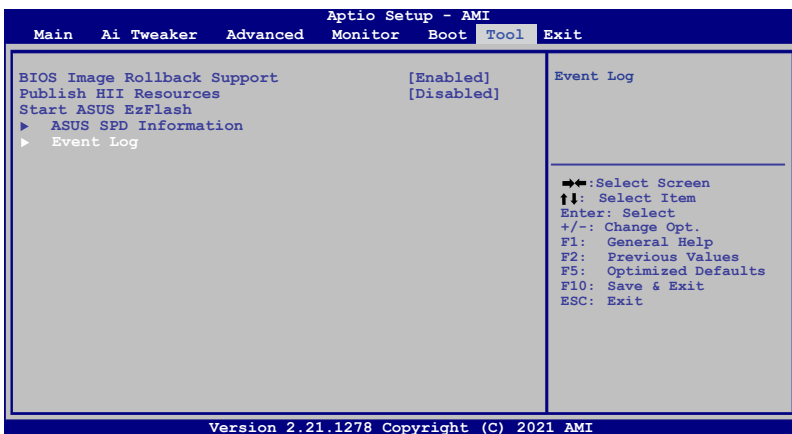 Aptio Setup - AMI
Main Ai Tweaker Advanced Monitor Boot Tool Exit
BIOS Image Rollback Support [Enabled]
Publish HII Resources [Disabled]
Start ASUS EzFlash
ASUS SPD Information
Event Log
Event Log
→←:Select Screen
↑↓: Select Item
Enter: Select
+/-: Change Opt.
F1: General Help
F2: Previous Values
F5: Optimized Defaults
F10: Save & Exit
ESC: Exit
Version 2.21.1278 Copyright (C) 2021 AMI